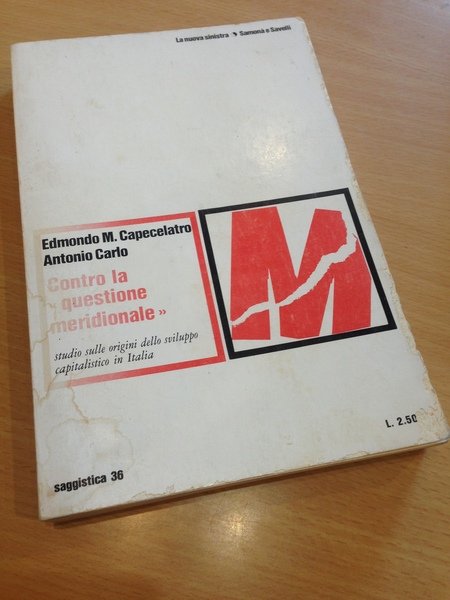 La nuova sinistra Samonà e Savelli
Edmondo M. Capecelatro
Antonio Carlo
Contro la
« questione
meridionale »
studio sulle origini dello sviluppo
capitalistico in Italia
M
saggistica 36
L. 2.50